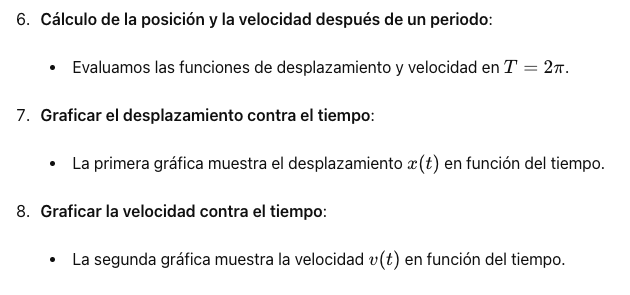 6. Cálculo de la posición y la velocidad después de un periodo:
• Evaluamos las funciones de desplazamiento y velocidad en T = 2π.
7. Graficar el desplazamiento contra el tiempo:
• La primera gráfica muestra el desplazamiento x(t) en función del tiempo.
8. Graficar la velocidad contra el tiempo:
• La segunda gráfica muestra la velocidad v(t) en función del tiempo.